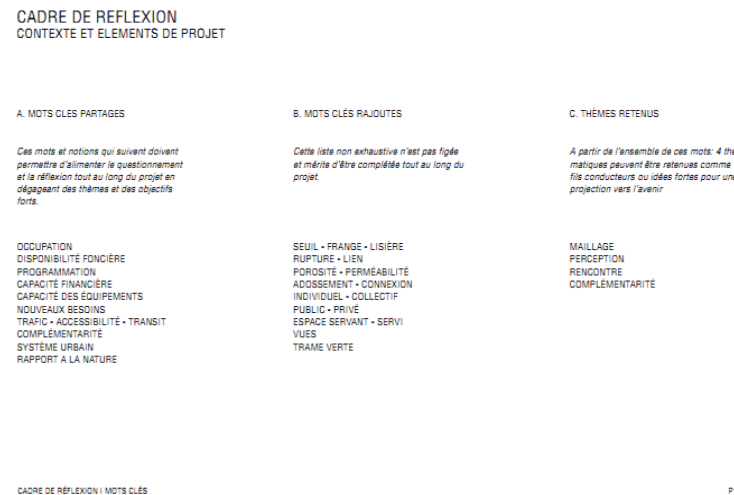 CADRE DE REFLEXION
CONTEXTE ET ELEMENTS DE PROJET
A. MOTS CLES PARTAGES
Ces mots et notions qui suivent doivent
permettre d'alimenter le questionnement
et la réflexion tout au long du projet en
dégageant des thèmes et des objectifs
forts.
OCCUPATION
DISPONIBILITÉ FONCIÈRE
PROGRAMMATION
CAPACITÉ FINANCIÈRE
CAPACITÉ DES ÉQUIPEMENTS
NOUVEAUX BESOINS
TRAFIC - ACCESSIBILITÉ - TRANSIT
COMPLÉMENTARITÉ
SYSTÈME URBAIN
RAPPORT A LA NATURE
B. MOTS CLÉS RAJOUTES
Cette liste non exhaustive n'est pas figée
et mérite d'être complétée tout au long du
projet.
SEUIL - FRANGE - LISIÈRE
RUPTURE - LIEN
POROSITÉ - PERMÉABILITÉ
ADOSSEMENT - CONNEXION
INDIVIDUEL - COLLECTIF
PUBLIC - PRIVÉ
ESPACE SERVANT - SERVI
VUES
TRAME VERTE
C. THÈMES RETENUS
A partir de l'ensemble de ces mots: 4 thé
matiques peuvent être retenues comme
fils conducteurs ou idées fortes pour une
projection vers l'avenir
MAILLAGE
PERCEPTION
RENCONTRE
COMPLÉMENTARITÉ
CADRE DE RÉFLEXION I MOTS CLÉS
P